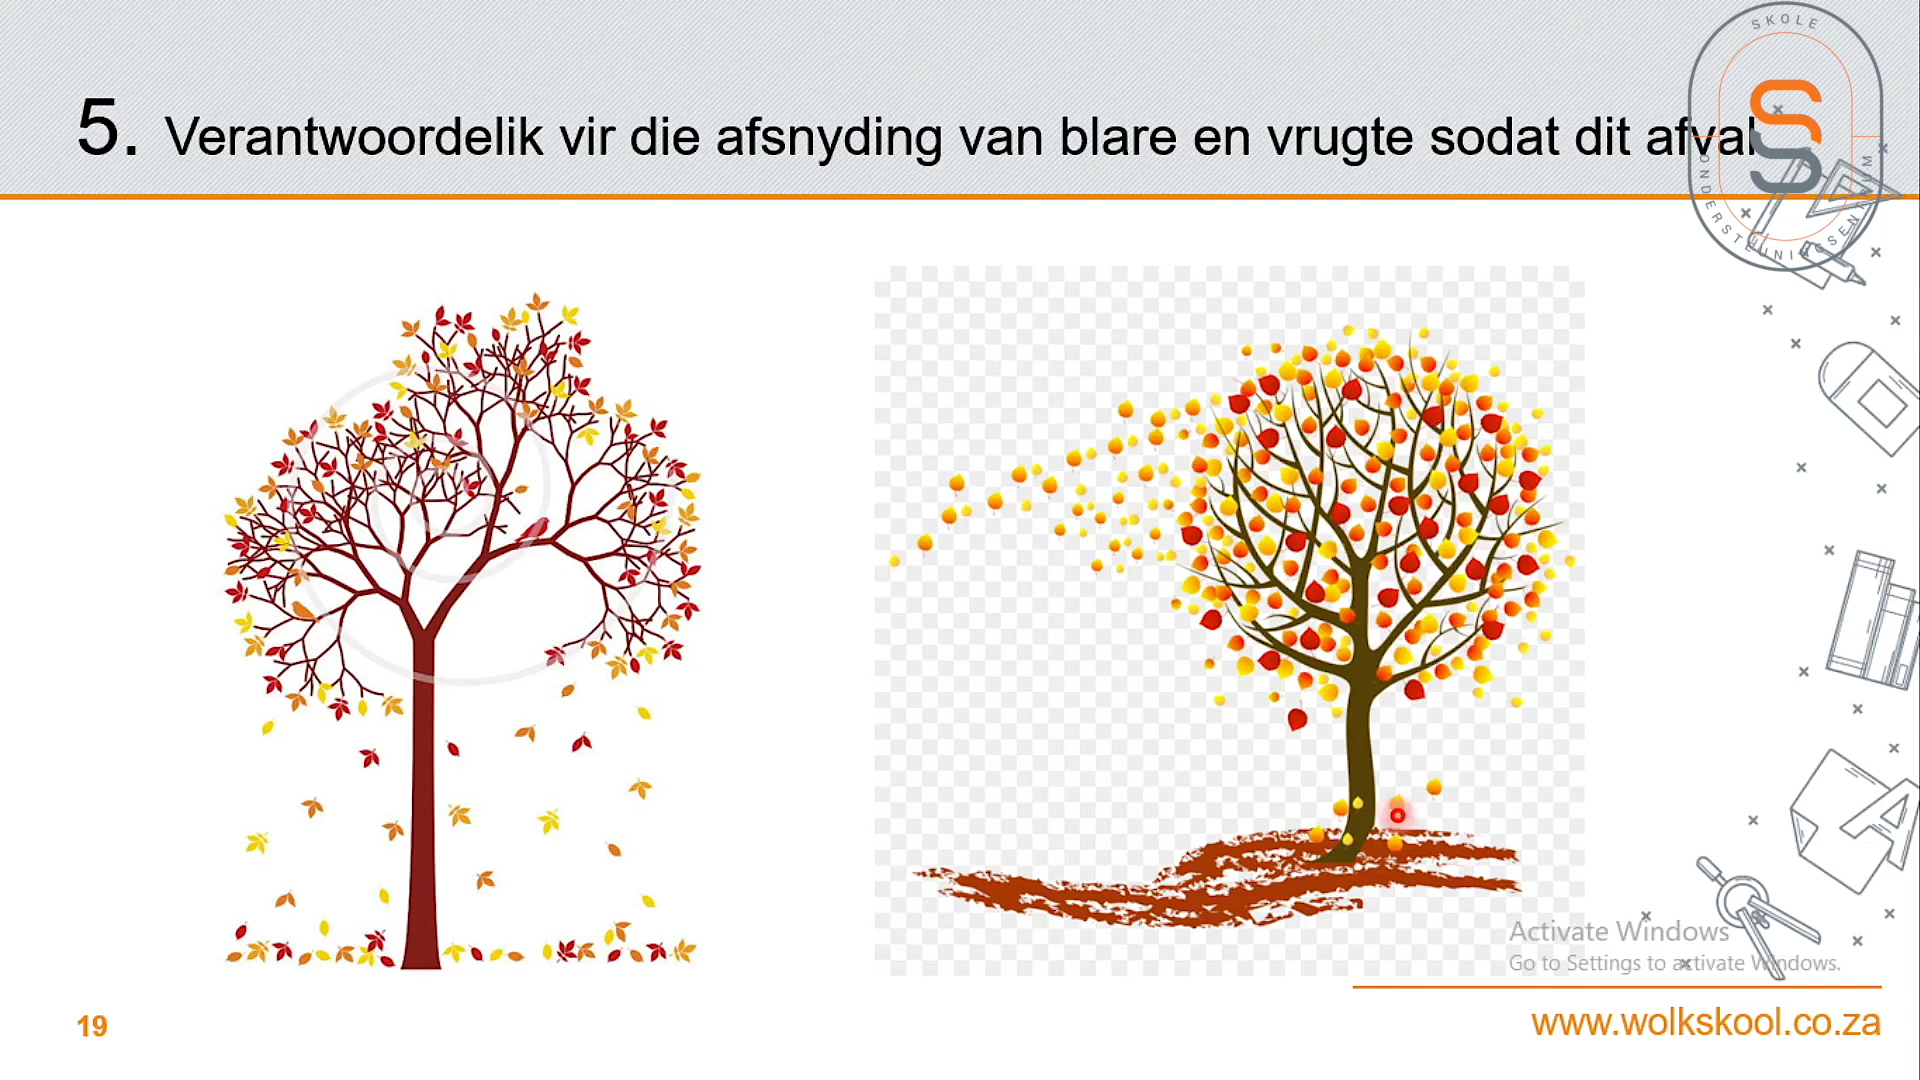 SKOLE
ONDERSTEUNINGSENTRUM
5. Verantwoordelik vir die afsnyding van blare en vrugte sodat dit afval
Activate Windows
Go to Settings to activate Windows.
19
www.wolkskool.co.za